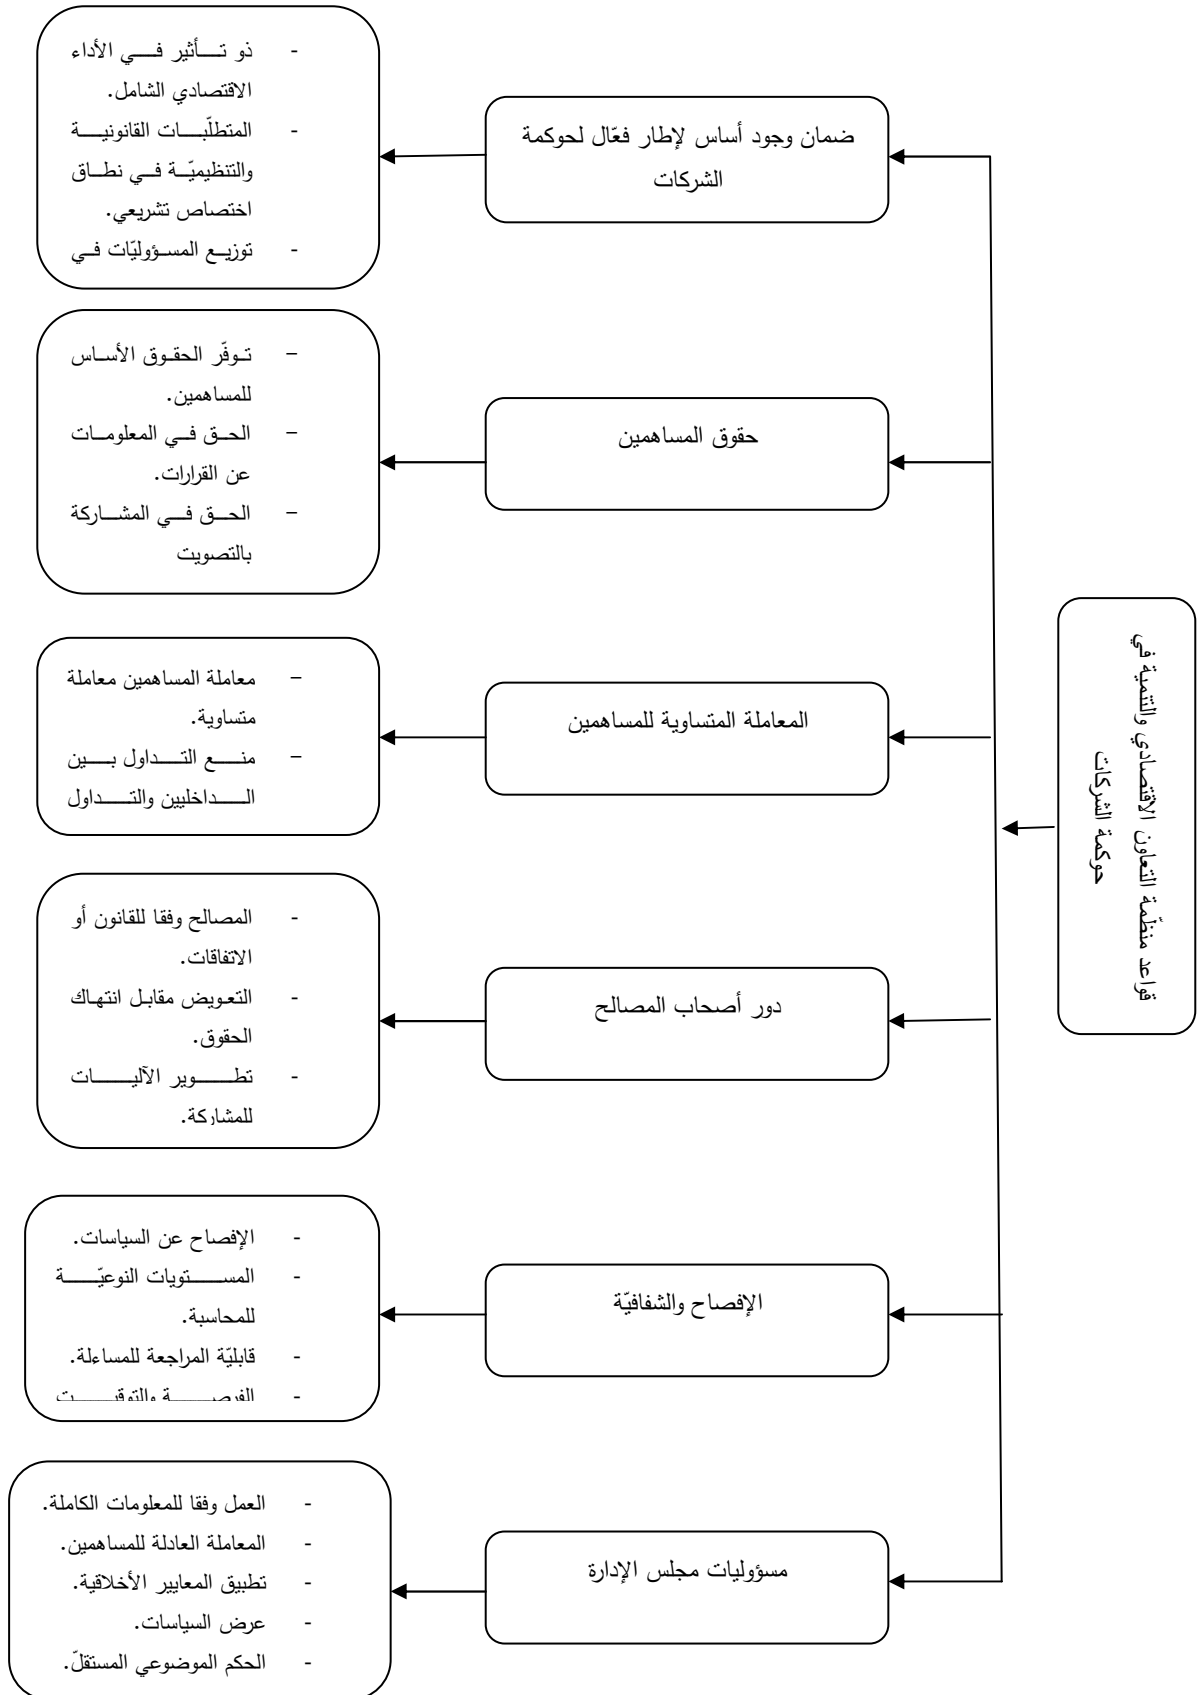 قواعد منظّمة التعاون الاقتصادي والتنمية في
حوكمة الشركات
ضمان وجود أساس لإطار فعّال لحوكمة
الشركات
- ذو تأثير في الأداء
الاقتصادي الشامل.
- المتطلّبات القانونية
والتنظيميّة في نطاق
اختصاص تشريعي.
- توزيع المسؤوليّات في
حقوق المساهمين
– توفّر الحقوق الأساس
للمساهمين.
– الحق في المعلومات
عن القرارات.
– الحق في المشاركة
بالتصويت
المعاملة المتساوية للمساهمين
– معاملة المساهمين معاملة
متساوية.
– منع التداول بين
الداخليين والتداول
دور أصحاب المصالح
- المصالح وفقا للقانون أو
الاتفاقات.
- التعويض مقابل انتهاك
الحقوق.
- تطوير الآليات
للمشاركة.
الإفصاح والشفافيّة
- الإفصاح عن السياسات.
- المستويات النوعيّة
للمحاسبة.
- قابليّة المراجعة للمساءلة.
- الفرصة والتوقيت
مسؤوليات مجلس الإدارة
- العمل وفقا للمعلومات الكاملة.
- المعاملة العادلة للمساهمين.
- تطبيق المعايير الأخلاقية.
- عرض السياسات.
- الحكم الموضوعي المستقلّ.